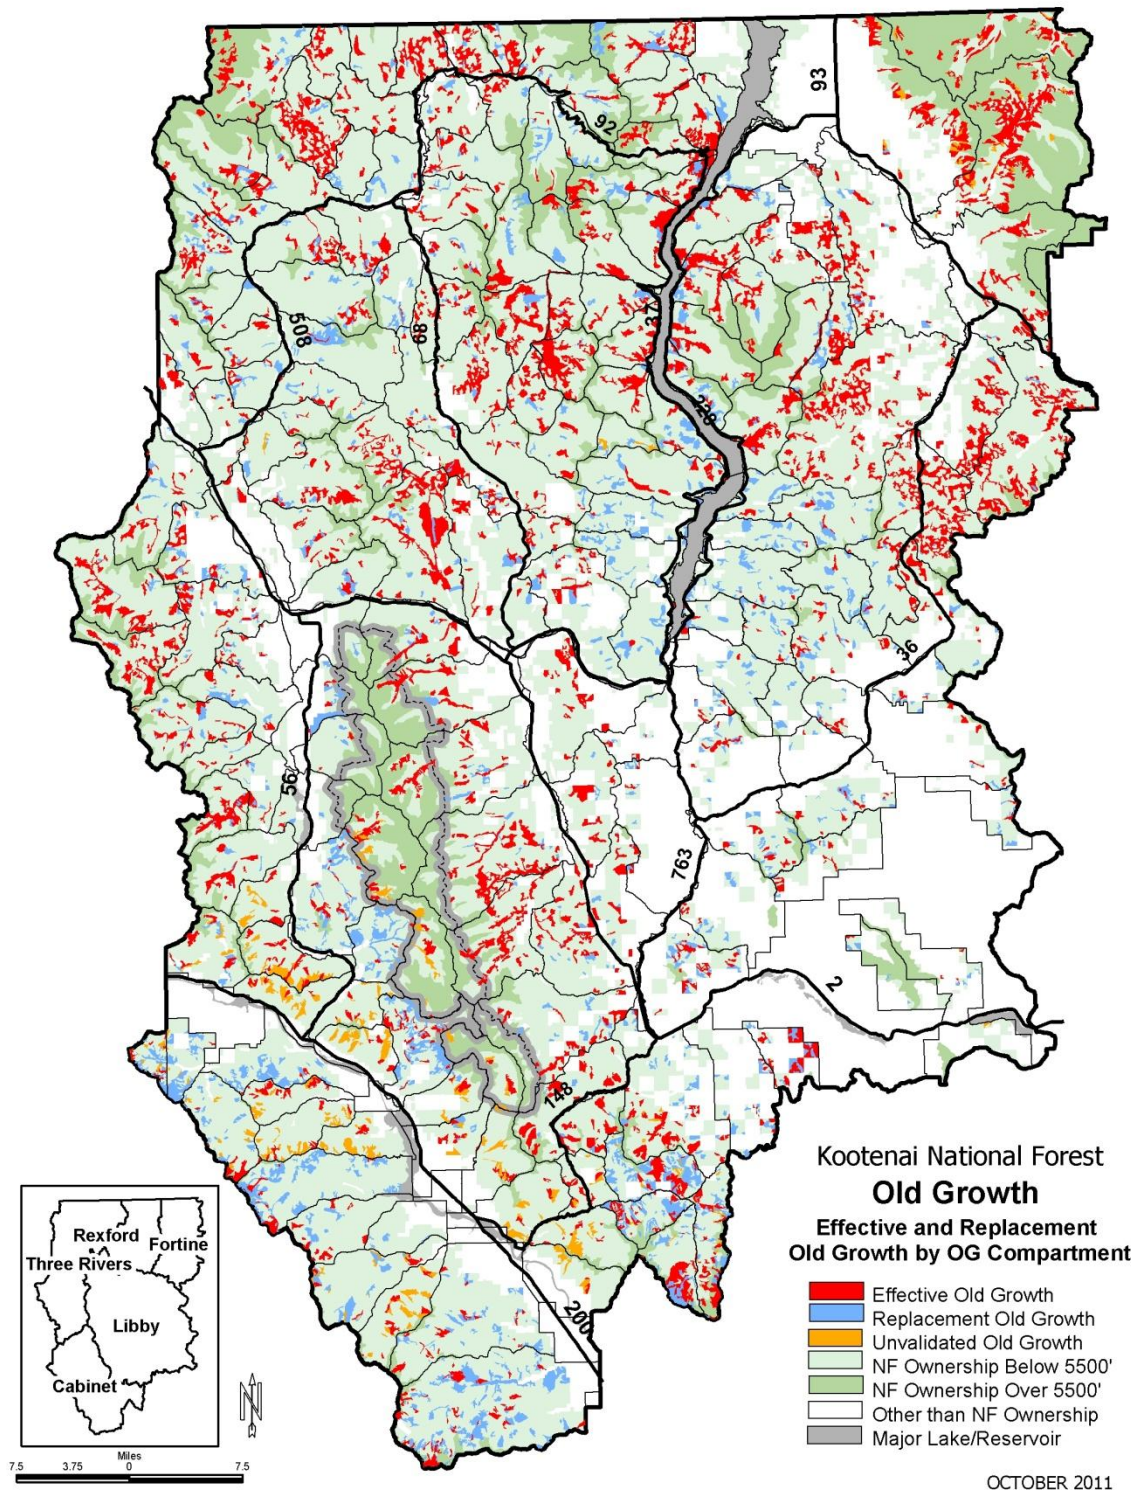 93
92
37
508
68
228
36
56
763
2
148
200
Kootenai National Forest
Old Growth
Effective and Replacement
Old Growth by OG Compartment
Effective Old Growth
Replacement Old Growth
Unvalidated Old Growth
NF Ownership Below 5500'
NF Ownership Over 5500'
Other than NF Ownership
Major Lake/Reservoir
Rexford
Fortine
Three Rivers
Libby
Cabinet
N
Miles
7.5 3.75 0 7.5
OCTOBER 2011